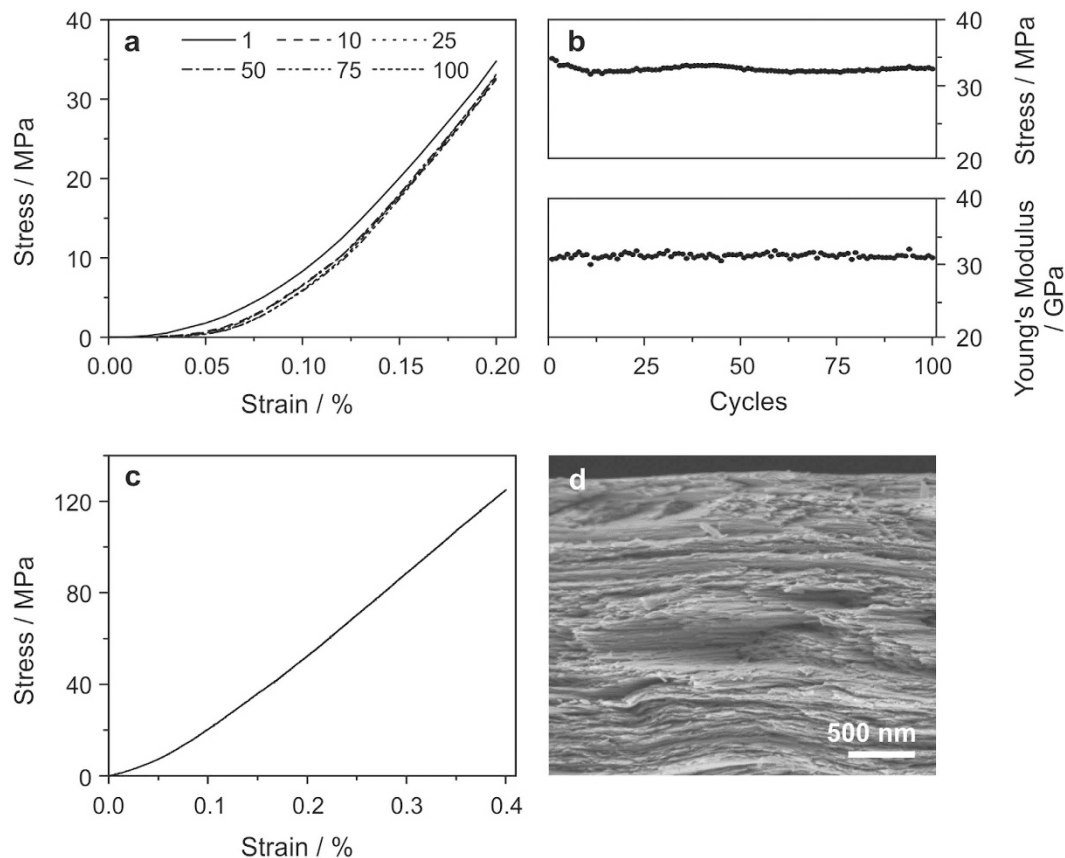 a
1 10 25
50 75 100
40
30
20
10
0
Stress / MPa
0.00 0.05 0.10 0.15 0.20
Strain / %
b
40
30
20
Stress / MPa
40
30
20
Young's Modulus
/ GPa
0 25 50 75 100
Cycles
c
120
80
40
0
Stress / MPa
0.0 0.1 0.2 0.3 0.4
Strain / %
d
500 nm